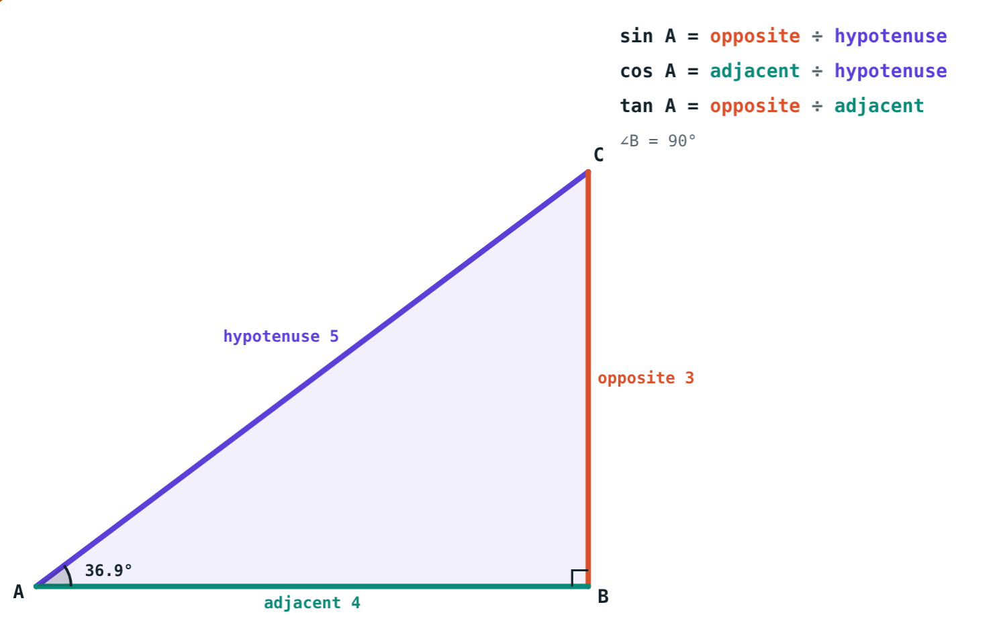 sin A = opposite ÷ hypotenuse
cos A = adjacent ÷ hypotenuse
tan A = opposite ÷ adjacent
∠B = 90°
C
hypotenuse 5
opposite 3
36.9°
A
B
adjacent 4